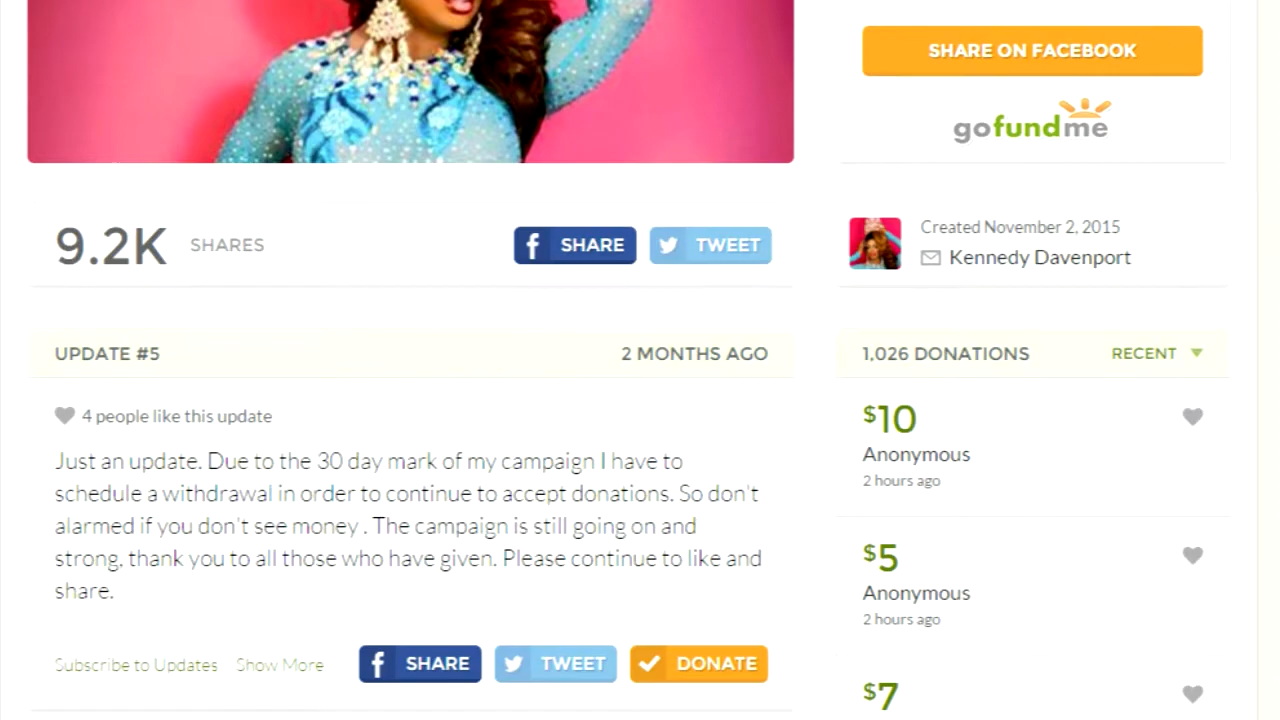 SHARE ON FACEBOOK
gofundme
9.2K SHARES
SHARE
TWEET
Created November 2, 2015
Kennedy Davenport
UPDATE #5
2 MONTHS AGO
4 people like this update
Just an update. Due to the 30 day mark of my campaign I have to
schedule a withdrawal in order to continue to accept donations. So don't
alarmed if you don't see money . The campaign is still going on and
strong, thank you to all those who have given. Please continue to like and
share.
Subscribe to Updates
Show More
SHARE
TWEET
DONATE
1,026 DONATIONS
RECENT
$10
Anonymous
2 hours ago
$5
Anonymous
2 hours ago
$7